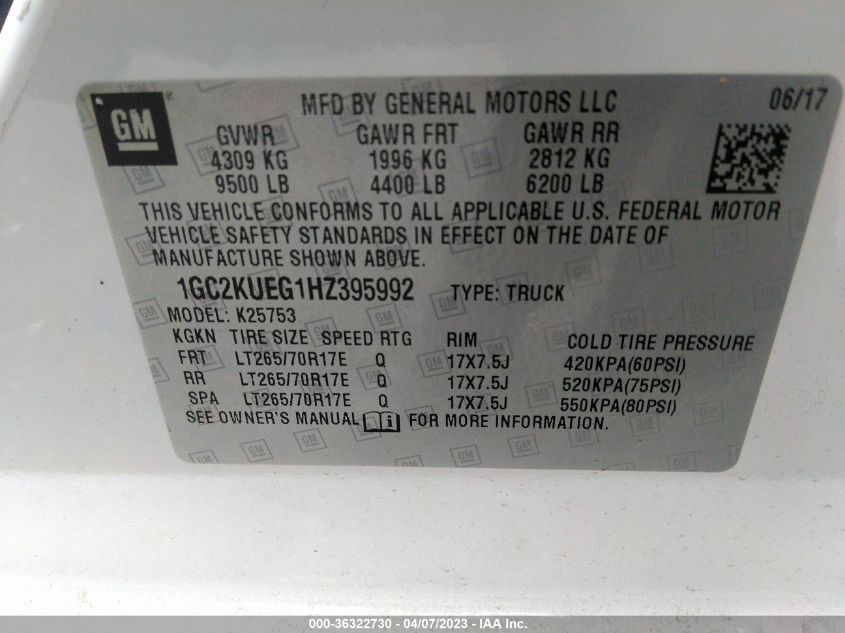 GM
MFD BY GENERAL MOTORS LLC 06/17
GVWR GAWR FRT GAWR RR
4309 KG 1996 KG 2812 KG
9500 LB 4400 LB 6200 LB
THIS VEHICLE CONFORMS TO ALL APPLICABLE U.S. FEDERAL MOTOR
VEHICLE SAFETY STANDARDS IN EFFECT ON THE DATE OF
MANUFACTURE SHOWN ABOVE.
1GC2KUEG1HZ395992 TYPE: TRUCK
MODEL: K25753
KGKN TIRE SIZE SPEED RTG RIM COLD TIRE PRESSURE
FRT LT265/70R17E Q 17X7.5J 420KPA(60PSI)
RR LT265/70R17E Q 17X7.5J 520KPA(75PSI)
SPA LT265/70R17E Q 17X7.5J 550KPA(80PSI)
SEE OWNER'S MANUAL i FOR MORE INFORMATION.
000-36322730 - 04/07/2023 - IAA Inc.